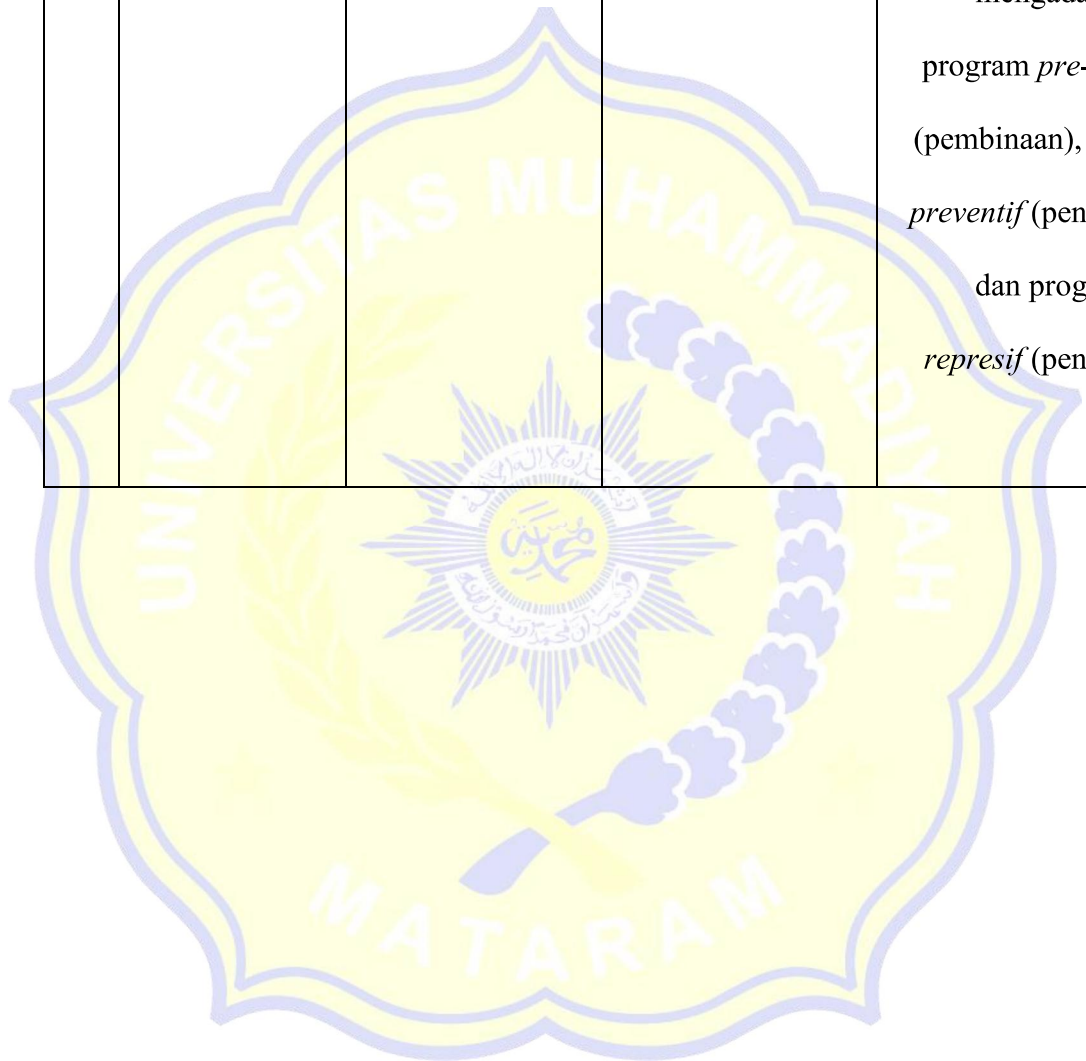 program pre-
(pembinaan),
preventif (pen
dan prog
represif (pen
UNIVERSITAS MUHAMMADIYAH
MATARAM